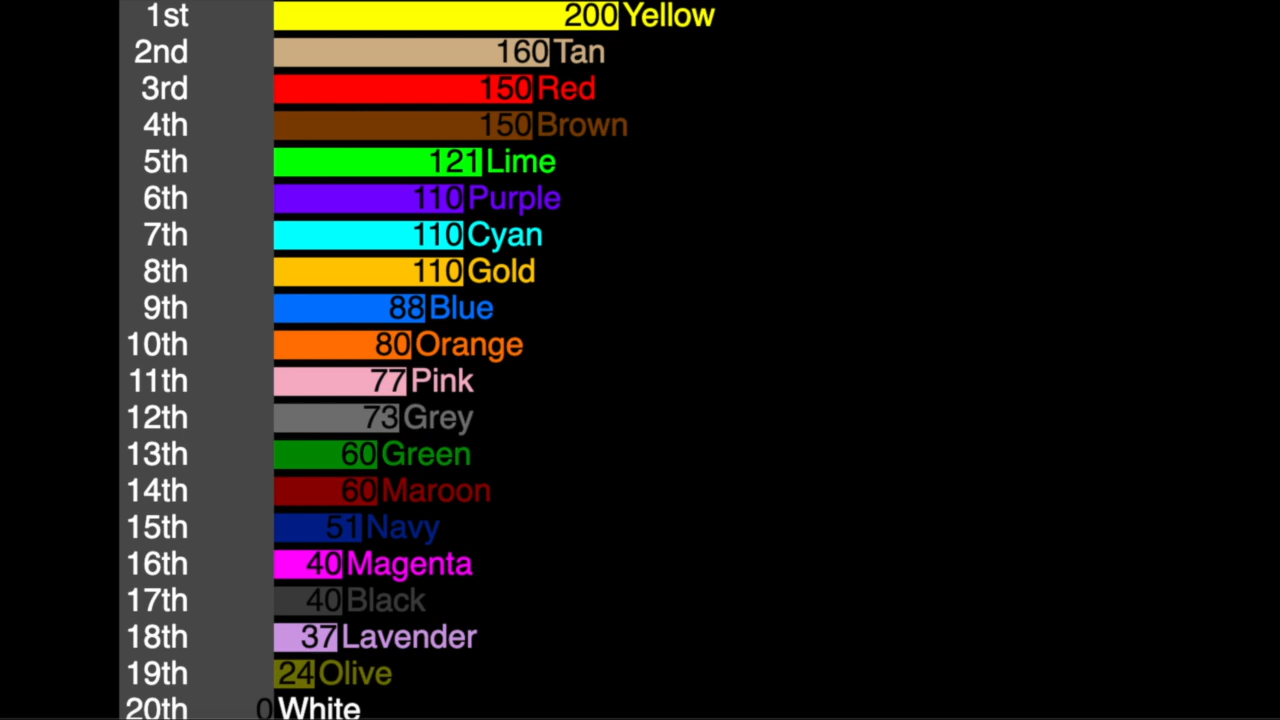 1st 200 Yellow
2nd 160 Tan
3rd 150 Red
4th 150 Brown
5th 121 Lime
6th 110 Purple
7th 110 Cyan
8th 110 Gold
9th 88 Blue
10th 80 Orange
11th 77 Pink
12th 73 Grey
13th 60 Green
14th 60 Maroon
15th 51 Navy
16th 40 Magenta
17th 40 Black
18th 37 Lavender
19th 24 Olive
20th 0 White